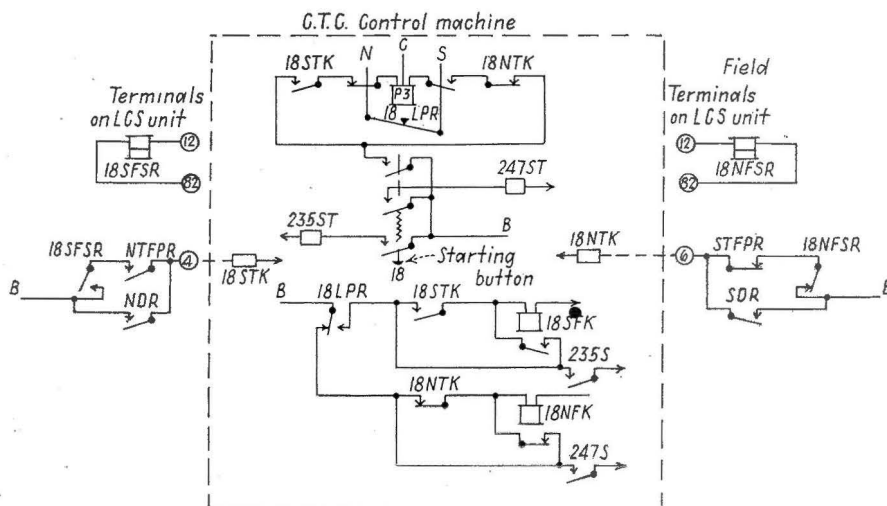 C.T.C. Control machine
N C S
18STK
18NTK
P3
18 LPR
Terminals
on LCS unit
12
18SFSR
82
Field
Terminals
on LCS unit
12
18NFSR
82
247ST
235ST
B
18
Starting
button
18SFSR
NTFPR
4
18STK
B
NDR
18NTK
6
STFPR
18NFSR
SDR
B
B
18LPR
18STK
18SFK
235S
18NTK
18NFK
247S